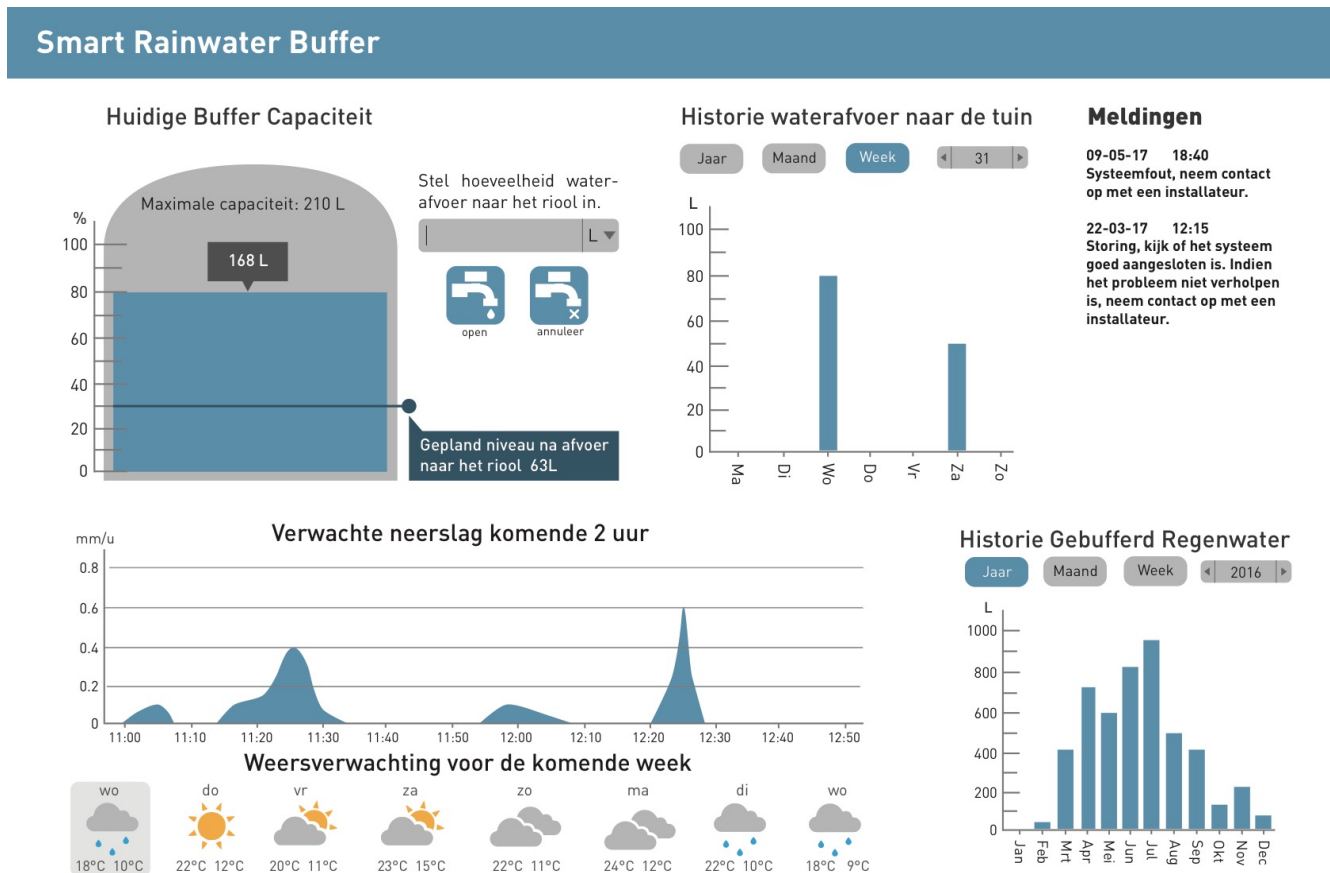 Smart Rainwater Buffer
Huidige Buffer Capaciteit
Maximale capaciteit: 210 L
%
100
80
60
40
20
0
168 L
Stel hoeveelheid water-
afvoer naar het riool in.
L
open
annuleer
Gepland niveau na afvoer
naar het riool 63L
Historie waterafvoer naar de tuin
Jaar Maand Week 31
L
100
80
60
40
20
0
Ma Di Wo Do Vr Za Zo
Meldingen
09-05-17 18:40
Systeemfout, neem contact
op met een installateur.
22-03-17 12:15
Storing, kijk of het systeem
goed aangesloten is. Indien
het probleem niet verholpen
is, neem contact op met een
installateur.
Verwachte neerslag komende 2 uur
mm/u
0.8
0.6
0.4
0.2
0
11:00 11:10 11:20 11:30 11:40 11:50 12:00 12:10 12:20 12:30 12:40 12:50
Weersverwachting voor de komende week
wo do vr za zo ma di wo
18°C 10°C 22°C 12°C 20°C 11°C 23°C 15°C 22°C 11°C 24°C 12°C 22°C 10°C 18°C 9°C
Historie Gebufferd Regenwater
Jaar Maand Week 2016
L
1000
800
600
400
200
0
Jan Feb Mrt Apr Mei Jun Jul Aug Sep Okt Nov Dec